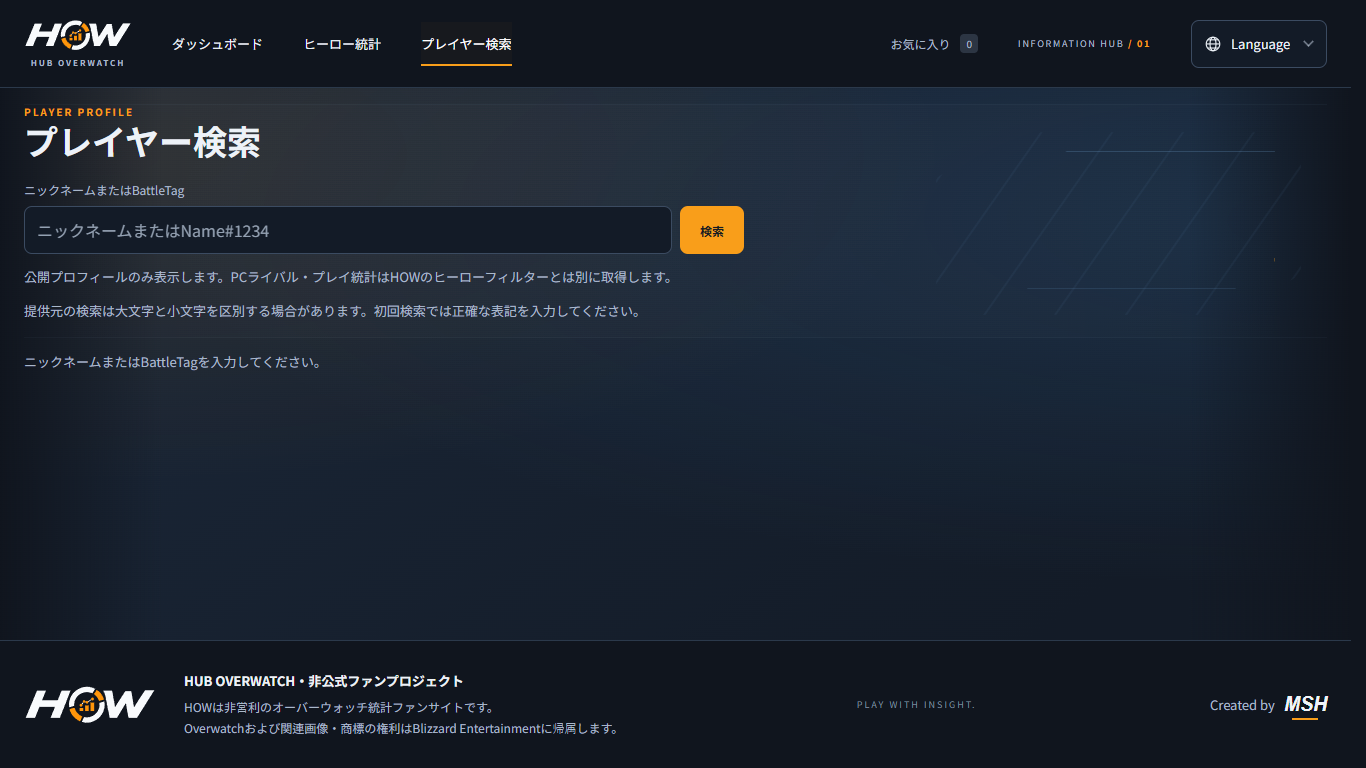 HOW
HUB OVERWATCH
ダッシュボード
ヒーロー統計
プレイヤー検索
お気に入り 0
INFORMATION HUB / 01
Language
PLAYER PROFILE
プレイヤー検索
ニックネームまたはBattleTag
ニックネームまたはName#1234
検索
公開プロフィールのみ表示します。PCライバル・プレイ統計はHOWのヒーローフィルターとは別に取得します。
提供元の検索は大文字と小文字を区別する場合があります。初回検索では正確な表記を入力してください。
ニックネームまたはBattleTagを入力してください。
HOW
HUB OVERWATCH・非公式ファンプロジェクト
HOWは非営利のオーバーウォッチ統計ファンサイトです。
Overwatchおよび関連画像・商標の権利はBlizzard Entertainmentに帰属します。
PLAY WITH INSIGHT.
Created by MSH